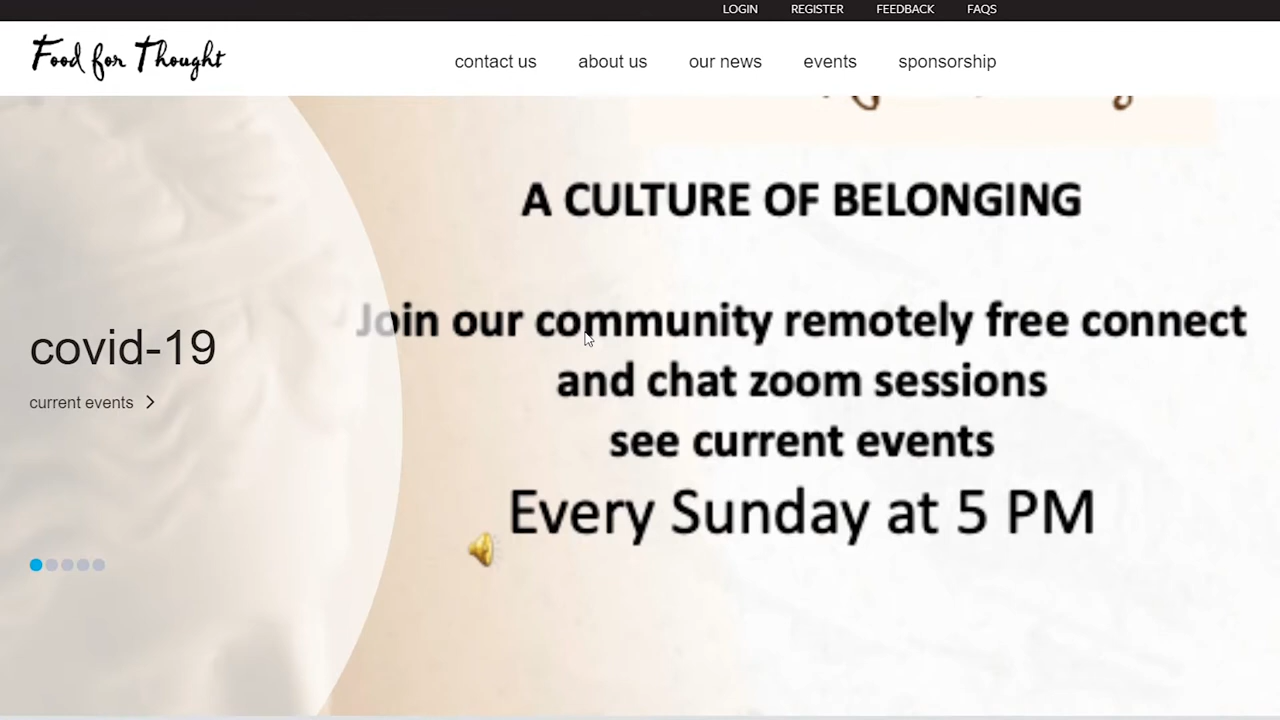 LOGIN REGISTER FEEDBACK FAQS
Food for Thought
contact us about us our news events sponsorship
A CULTURE OF BELONGING
Join our community remotely free connect
and chat zoom sessions
see current events
Every Sunday at 5 PM
covid-19
current events